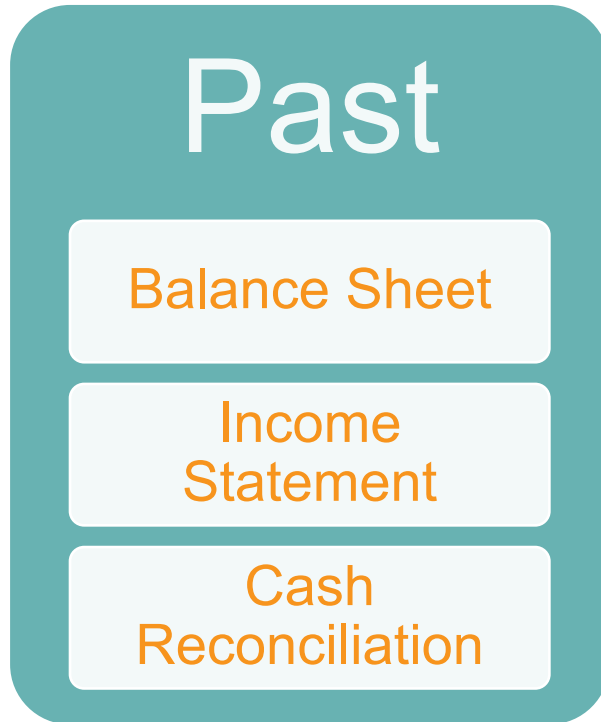 Past
Balance Sheet
Income
Statement
Cash
Reconciliation